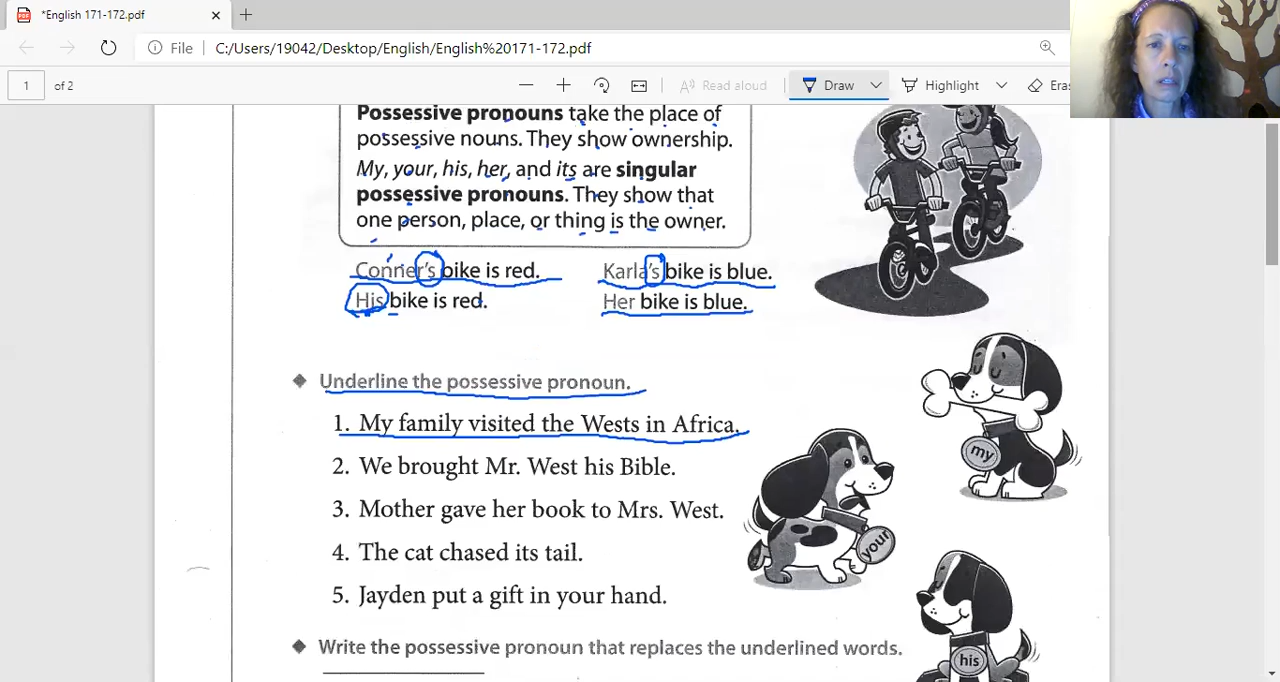 *English 171-172.pdf
File C:/Users/19042/Desktop/English/English%20171-172.pdf
1 of 2 Read aloud Draw Highlight Eras
Possessive pronouns take the place of
possessive nouns. They show ownership.
My, your, his, her, and its are singular
possessive pronouns. They show that
one person, place, or thing is the owner.
Conner's bike is red. Karla's bike is blue.
His bike is red. Her bike is blue.
Underline the possessive pronoun.
1. My family visited the Wests in Africa.
2. We brought Mr. West his Bible.
3. Mother gave her book to Mrs. West.
4. The cat chased its tail.
5. Jayden put a gift in your hand.
my
your
his
Write the possessive pronoun that replaces the underlined words.